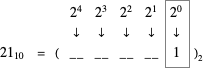 2⁴ 2³ 2² 2¹ 2⁰
↓ ↓ ↓ ↓ ↓
21₁₀ = ( __ __ __ __ 1 )₂